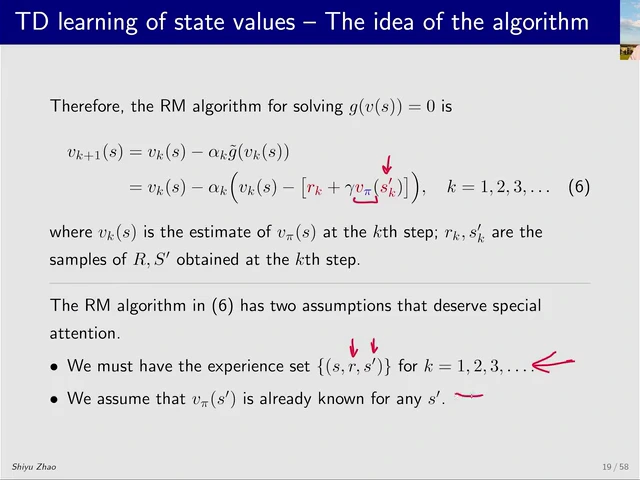 TD learning of state values – The idea of the algorithm
Therefore, the RM algorithm for solving g(v(s)) = 0 is
v_{k+1}(s) = v_k(s) − α_k g̃(v_k(s))
= v_k(s) − α_k(v_k(s) − [r_k + γv_π(s′_k)]), k = 1, 2, 3, . . . (6)
where v_k(s) is the estimate of v_π(s) at the kth step; r_k, s′_k are the
samples of R, S′ obtained at the kth step.
The RM algorithm in (6) has two assumptions that deserve special
attention.
• We must have the experience set {(s, r, s′)} for k = 1, 2, 3, . . . .
• We assume that v_π(s′) is already known for any s′.
Shiyu Zhao
19 / 58